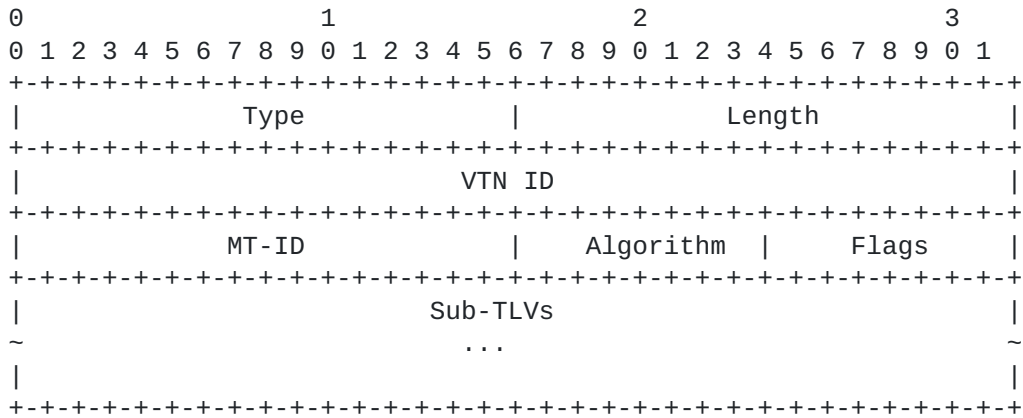 0                   1                   2                   3
0 1 2 3 4 5 6 7 8 9 0 1 2 3 4 5 6 7 8 9 0 1 2 3 4 5 6 7 8 9 0 1
+-+-+-+-+-+-+-+-+-+-+-+-+-+-+-+-+-+-+-+-+-+-+-+-+-+-+-+-+-+-+-+-+
|              Type             |             Length            |
+-+-+-+-+-+-+-+-+-+-+-+-+-+-+-+-+-+-+-+-+-+-+-+-+-+-+-+-+-+-+-+-+
|                            VTN ID                             |
+-+-+-+-+-+-+-+-+-+-+-+-+-+-+-+-+-+-+-+-+-+-+-+-+-+-+-+-+-+-+-+-+
|             MT-ID             |    Algorithm  |     Flags     |
+-+-+-+-+-+-+-+-+-+-+-+-+-+-+-+-+-+-+-+-+-+-+-+-+-+-+-+-+-+-+-+-+
|                          Sub-TLVs                             |
~                            ...                                ~
|                                                               |
+-+-+-+-+-+-+-+-+-+-+-+-+-+-+-+-+-+-+-+-+-+-+-+-+-+-+-+-+-+-+-+-+